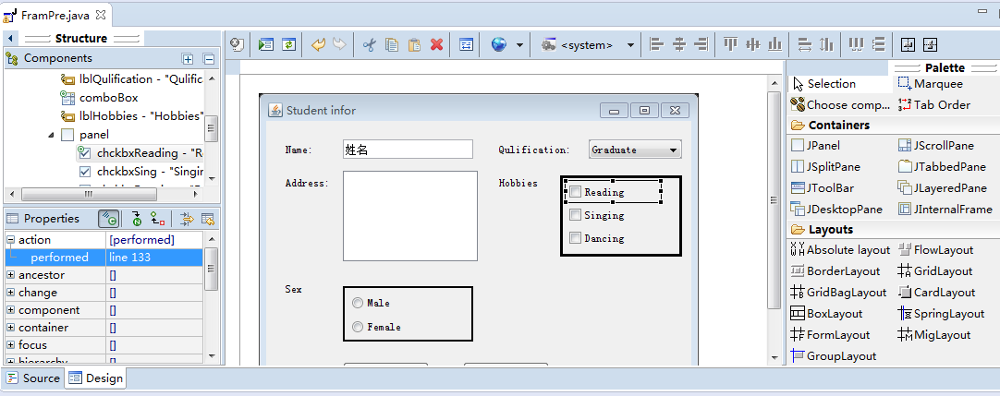 FramPre.java
Structure
<system>
Palette
Components
Selection
Marquee
Choose comp...
Tab Order
lblQulification - "Qulific
comboBox
lblHobbies - "Hobbies"
panel
chckbxReading - "R
chckbxSing - "Singin
Containers
JPanel
JScrollPane
JSplitPane
JTabbedPane
JToolBar
JLayeredPane
JDesktopPane
JInternalFrame
Layouts
Absolute layout
FlowLayout
BorderLayout
GridLayout
GridBagLayout
CardLayout
BoxLayout
SpringLayout
FormLayout
MigLayout
GroupLayout
Student infor
Name:
姓名
Qulification:
Graduate
Address:
Hobbies
Reading
Singing
Dancing
Sex
Male
Female
Properties
action
[performed]
performed
line 133
ancestor
[]
change
[]
component
[]
container
[]
focus
[]
hierarchy
[]
Source
Design